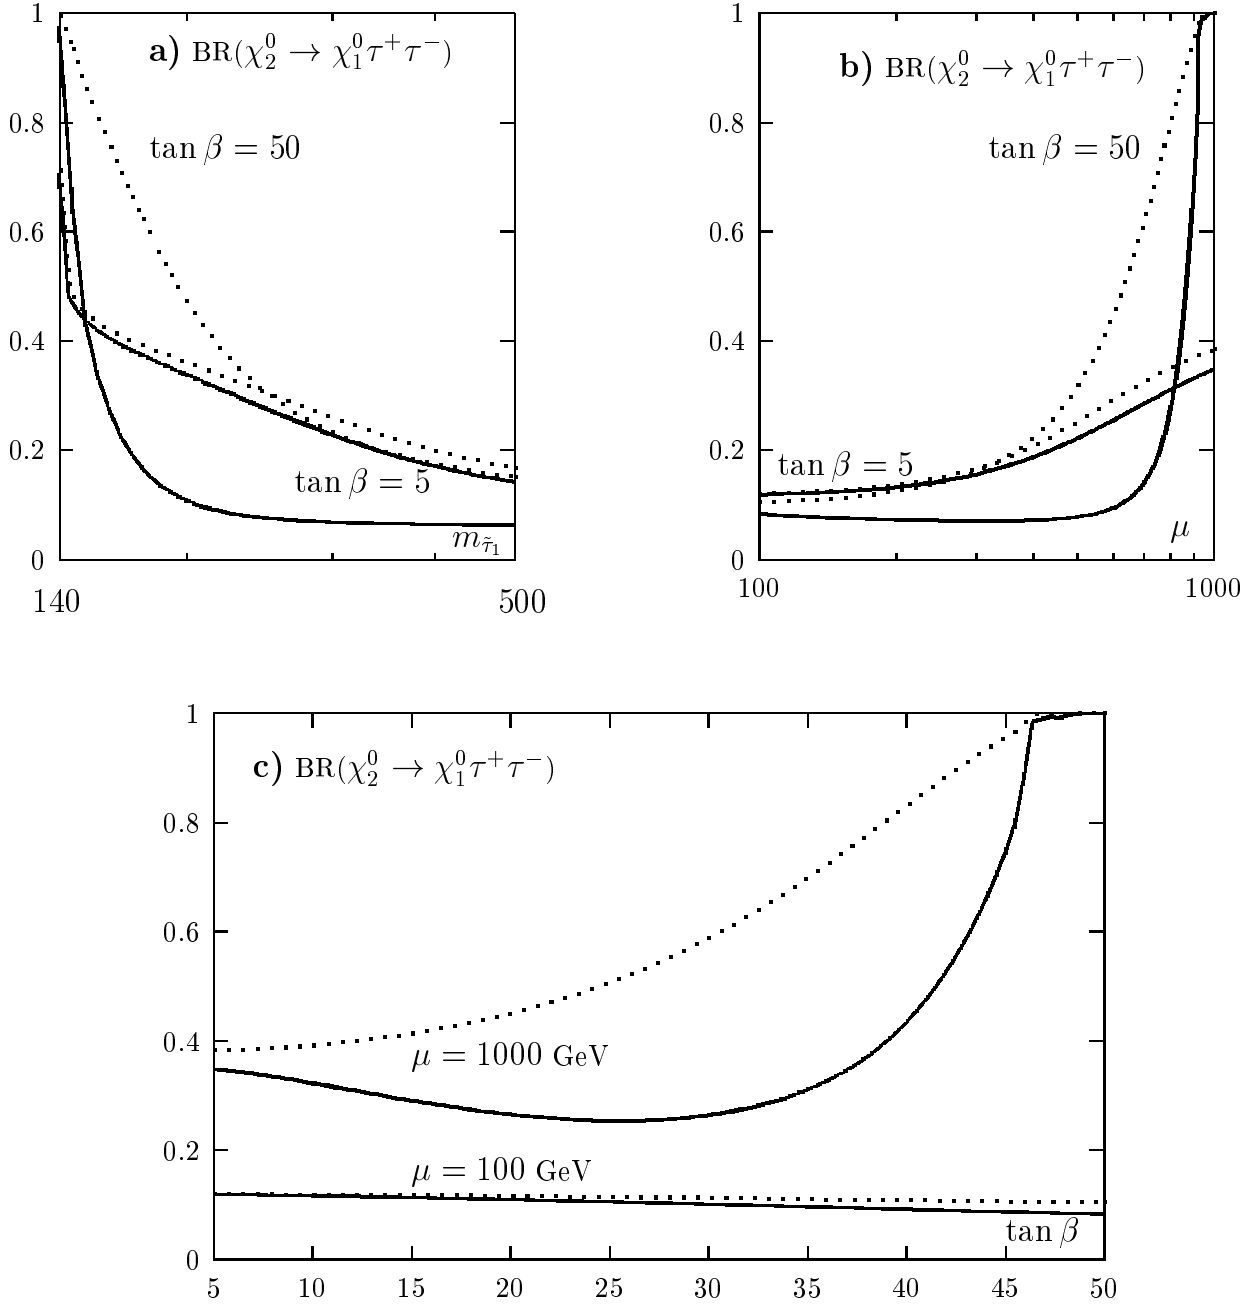 a) BR(χ₂⁰ → χ₁⁰τ⁺τ⁻)
tan β = 50
tan β = 5
m_τ̃₁
1
0.8
0.6
0.4
0.2
0
140
500
b) BR(χ₂⁰ → χ₁⁰τ⁺τ⁻)
tan β = 50
tan β = 5
μ
1
0.8
0.6
0.4
0.2
0
100
1000
c) BR(χ₂⁰ → χ₁⁰τ⁺τ⁻)
μ = 1000 GeV
μ = 100 GeV
tan β
1
0.8
0.6
0.4
0.2
0
5 10 15 20 25 30 35 40 45 50